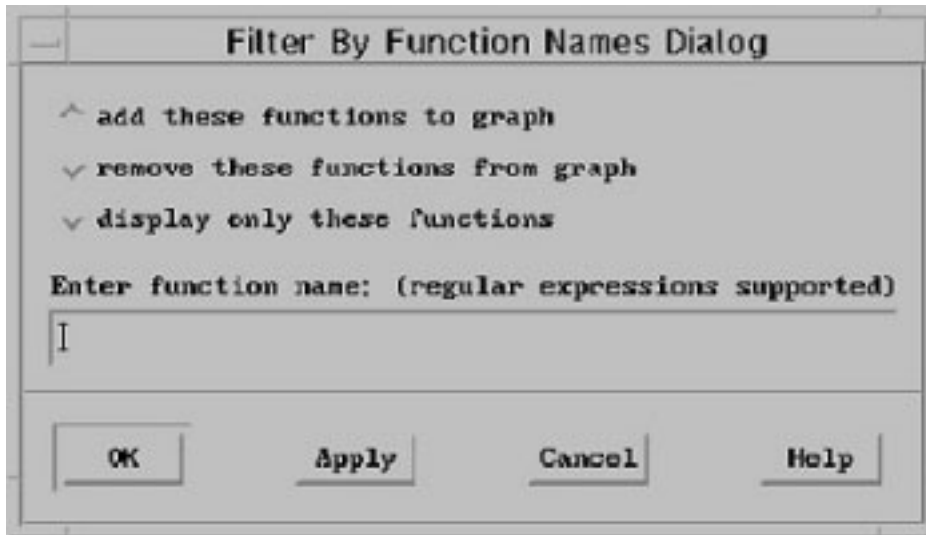 Filter By Function Names Dialog
add these functions to graph
remove these functions from graph
display only these functions
Enter function name: (regular expressions supported)
OK Apply Cancel Help